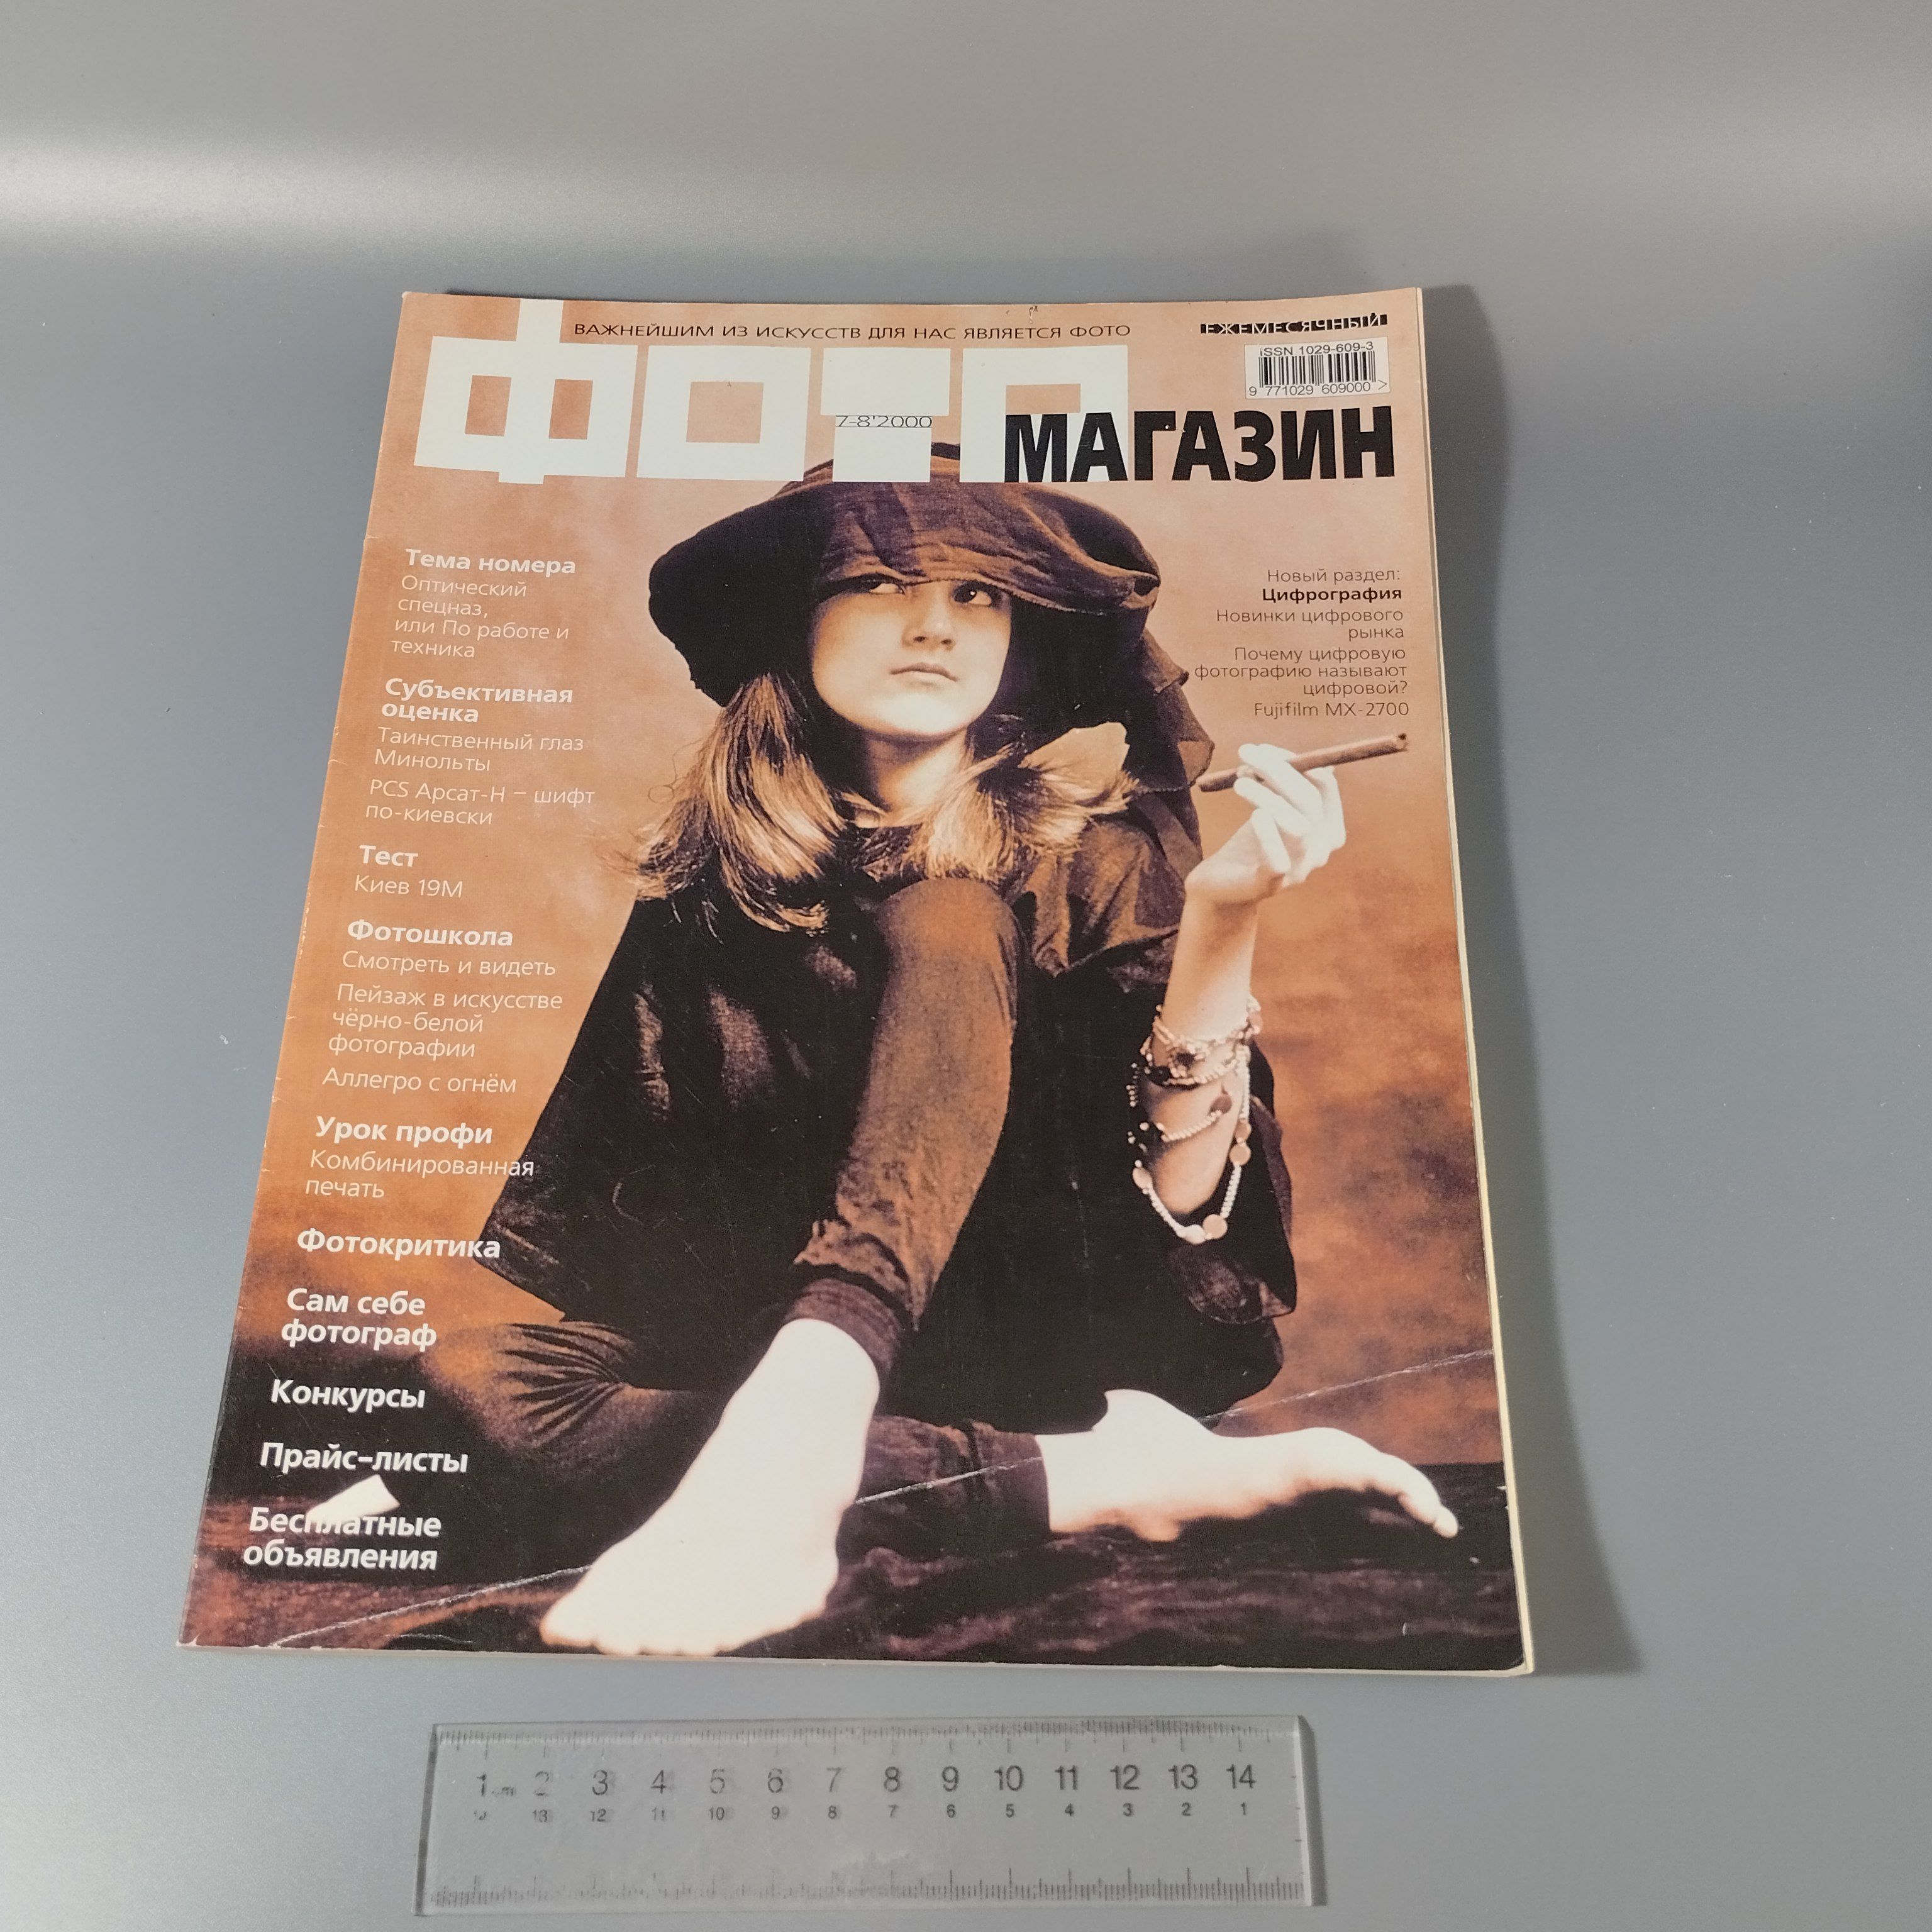 ВАЖНЕЙШИМ ИЗ ИСКУССТВ ДЛЯ НАС ЯВЛЯЕТСЯ ФОТО
ЕЖЕМЕСЯЧНЫЙ
ISSN 1029-609-3
9 771029 609000 >
ФОТО
7-8'2000
МАГАЗИН
Тема номера
Оптический
спецназ,
или По работе и
техника
Субъективная
оценка
Таинственный глаз
Минольты
PCS Арсат-Н – шифт
по-киевски
Тест
Киев 19М
Фотошкола
Смотреть и видеть
Пейзаж в искусстве
чёрно-белой
фотографии
Аллегро с огнём
Урок профи
Комбинированная
печать
Фотокритика
Сам себе
фотограф
Конкурсы
Прайс-листы
Бесплатные
объявления
Новый раздел:
Цифрография
Новинки цифрового
рынка
Почему цифровую
фотографию называют
цифровой?
Fujifilm MX-2700
1 cm 2 3 4 5 6 7 8 9 10 11 12 13 14
13 12 11 10 9 8 7 6 5 4 3 2 1